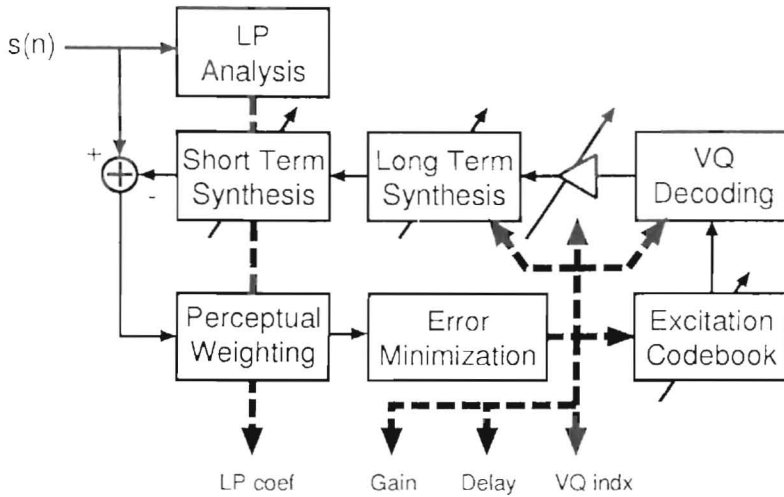 s(n)
LP
Analysis
+
-
Short Term
Synthesis
Long Term
Synthesis
VQ
Decoding
Perceptual
Weighting
Error
Minimization
Excitation
Codebook
LP coef
Gain
Delay
VQ indx